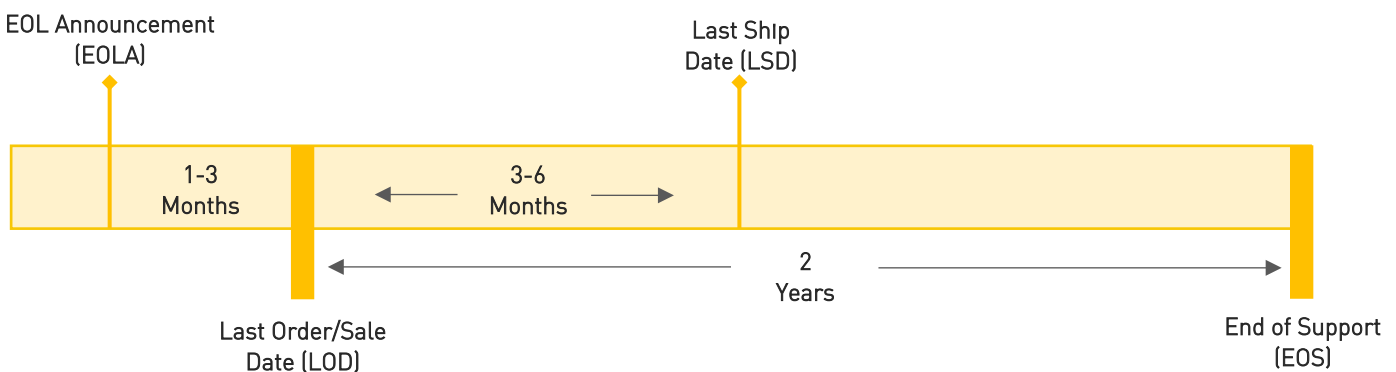 EOL Announcement
(EOLA)
Last Ship
Date (LSD)
1-3
Months
3-6
Months
2
Years
Last Order/Sale
Date (LOD)
End of Support
(EOS)